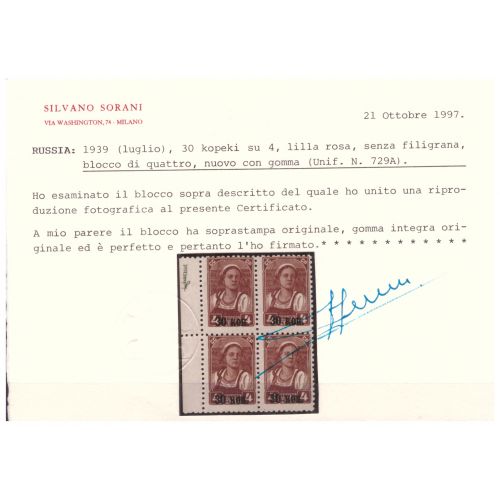 SILVANO SORANI
VIA WASHINGTON, 74 - MILANO
21 Ottobre 1997.
RUSSIA: 1939 (luglio), 30 kopeki su 4, lilla rosa, senza filigrana,
blocco di quattro, nuovo con gomma (Unif. N. 729A).
Ho esaminato il blocco sopra descritto del quale ho unito una ripro-
duzione fotografica al presente Certificato.
A mio parere il blocco ha soprastampa originale, gomma integra ori-
ginale ed è perfetto e pertanto l'ho firmato.* * * * * * * * * * * *
30 коп. 30 коп.
30 коп. 30 коп.